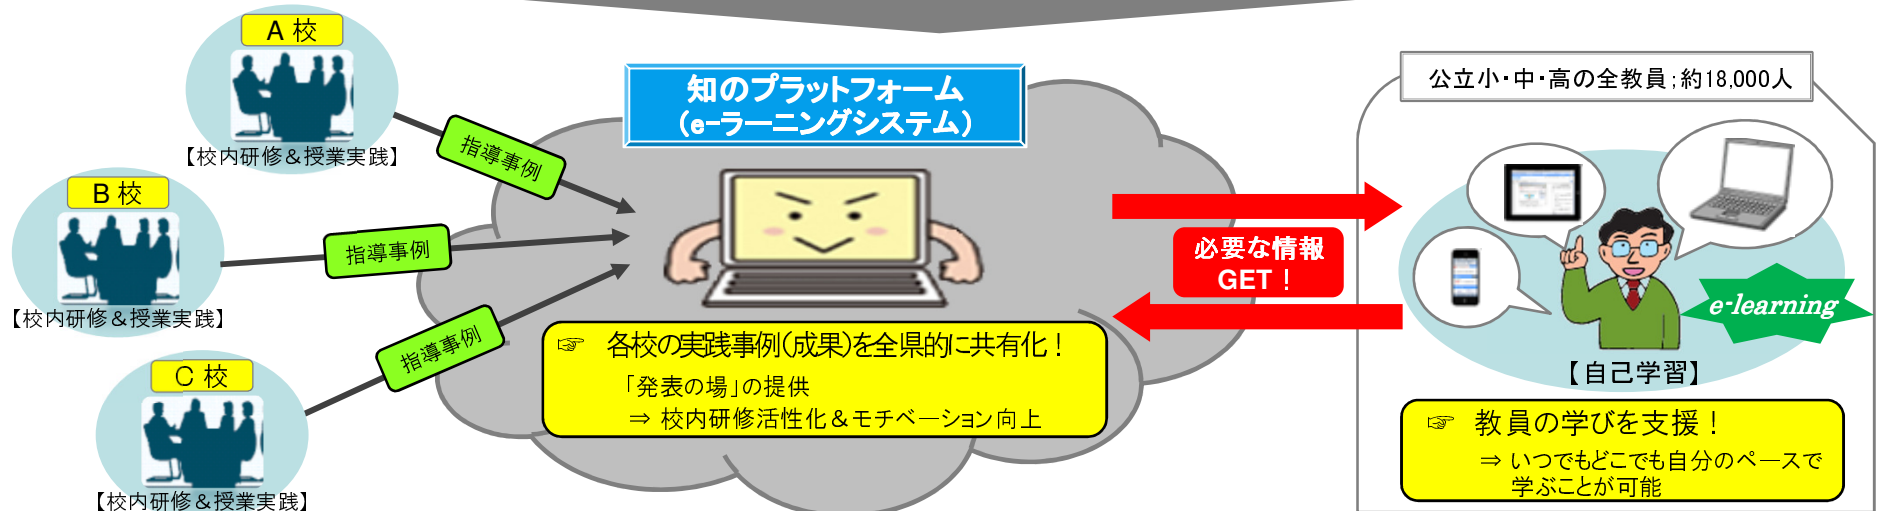 A 校
【校内研修＆授業実践】
指導事例
B 校
【校内研修＆授業実践】
指導事例
C 校
【校内研修＆授業実践】
指導事例
知のプラットフォーム
（e-ラーニングシステム）
☞ 各校の実践事例（成果）を全県的に共有化！
「発表の場」の提供
⇒ 校内研修活性化＆モチベーション向上
必要な情報
GET！
公立小・中・高の全教員；約18,000人
e-learning
【自己学習】
☞ 教員の学びを支援！
⇒ いつでもどこでも自分のペースで
学ぶことが可能